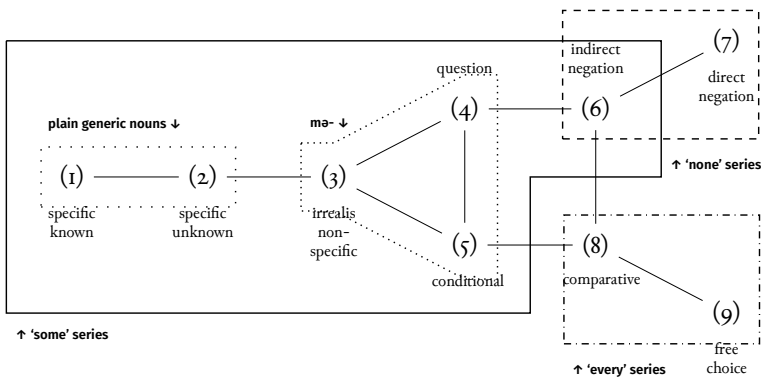 indirect
negation
(7)
question
direct
negation
plain generic nouns ↓
mə- ↓
(4)
(6)
↑ ‘none’ series
(1)
(2)
(3)
specific
known
specific
unknown
irrealis
non-
specific
(5)
(8)
conditional
comparative
(9)
↑ ‘some’ series
free
choice
↑ ‘every’ series